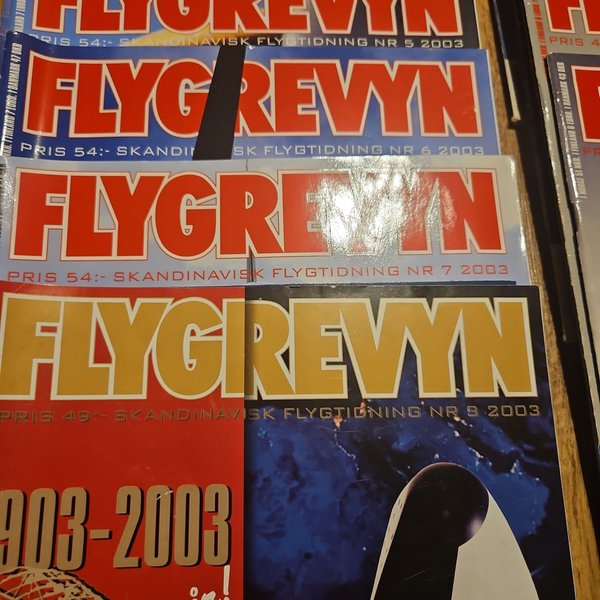 FLYGREVYN
PRIS 54:- SKANDINAVISK FLYGTIDNING NR 5 2003
FLYGREVYN
PRIS 54:- SKANDINAVISK FLYGTIDNING NR 6 2003
FLYGREVYN
PRIS 54:- SKANDINAVISK FLYGTIDNING NR 7 2003
FLYGREVYN
PRIS 49:- SKANDINAVISK FLYGTIDNING NR 8 2003
903-2003